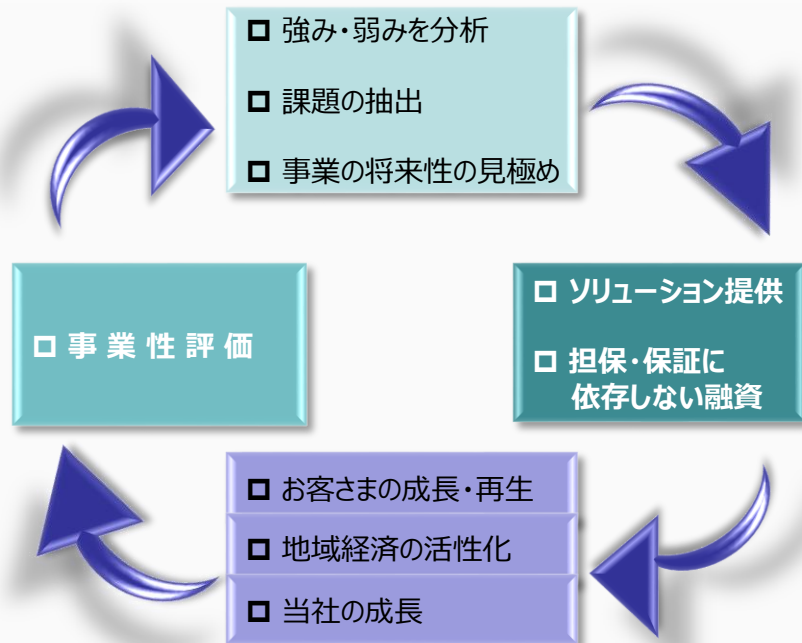 □ 強み・弱みを分析
□ 課題の抽出
□ 事業の将来性の見極め
□ 事業性評価
□ ソリューション提供
□ 担保・保証に
依存しない融資
□ お客さまの成長・再生
□ 地域経済の活性化
□ 当社の成長